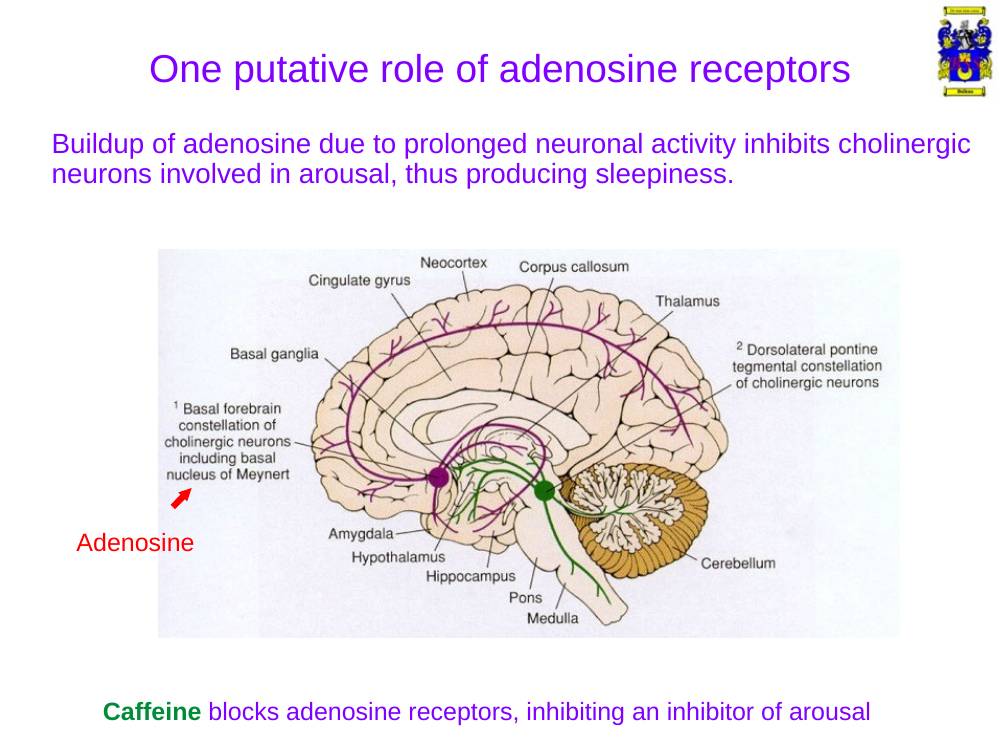 One putative role of adenosine receptors
Buildup of adenosine due to prolonged neuronal activity inhibits cholinergic
neurons involved in arousal, thus producing sleepiness.
Neocortex
Corpus callosum
Cingulate gyrus
Thalamus
Basal ganglia
2 Dorsolateral pontine
tegmental constellation
of cholinergic neurons
1 Basal forebrain
constellation of
cholinergic neurons
including basal
nucleus of Meynert
Adenosine
Amygdala
Hypothalamus
Hippocampus
Pons
Medulla
Cerebellum
Caffeine blocks adenosine receptors, inhibiting an inhibitor of arousal